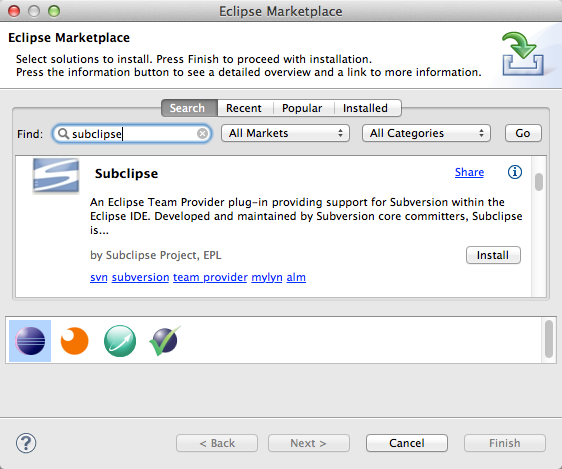 Eclipse Marketplace
Eclipse Marketplace
Select solutions to install. Press Finish to proceed with installation.
Press the information button to see a detailed overview and a link to more information.
Search Recent Popular Installed
Find: subclipse All Markets All Categories Go
Subclipse Share
An Eclipse Team Provider plug-in providing support for Subversion within the
Eclipse IDE. Developed and maintained by Subversion core committers, Subclipse
is...
by Subclipse Project, EPL Install
svn subversion team provider mylyn alm
? < Back Next > Cancel Finish